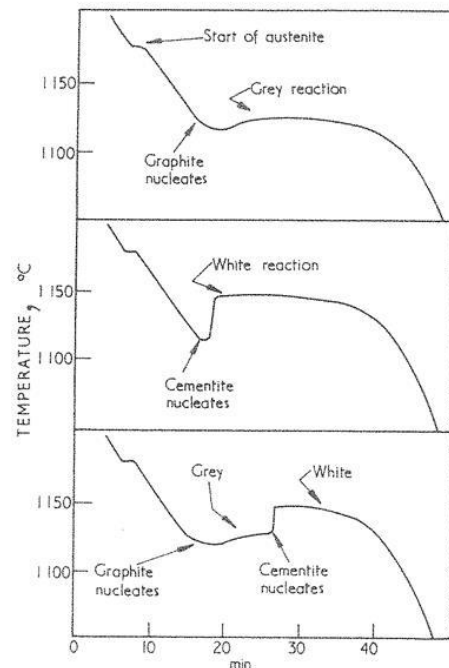 Start of austenite
1150
Grey reaction
1100
Graphite
nucleates
White reaction
1150
1100
Cementite
nucleates
TEMPERATURE, °C
Grey
White
1150
1100
Graphite
nucleates
Cementite
nucleates
0
10
20
30
40
min